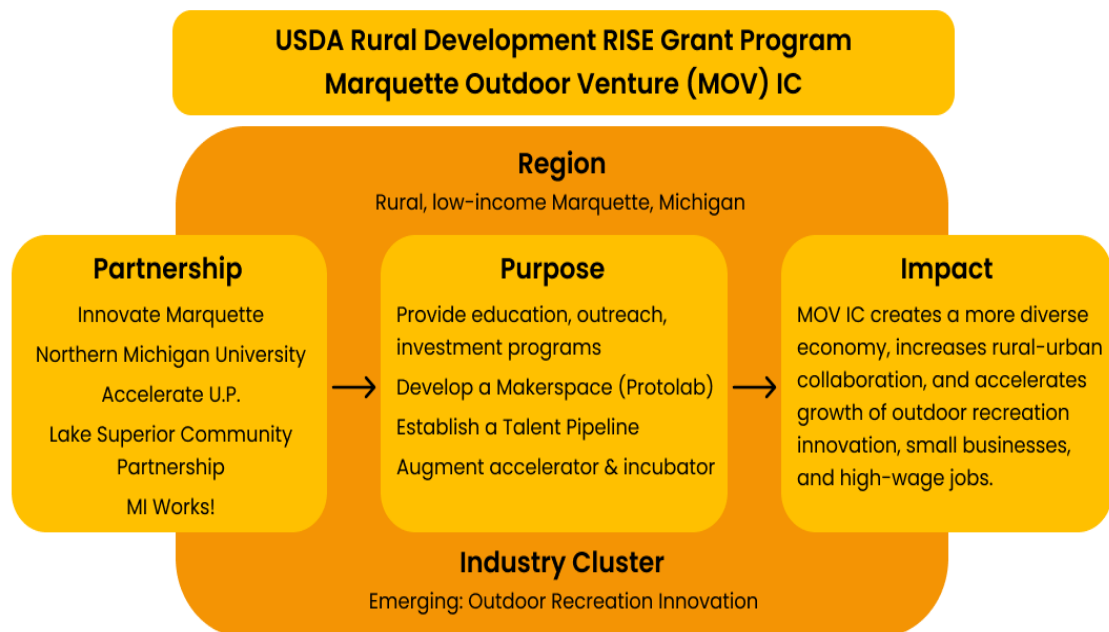 USDA Rural Development RISE Grant Program
Marquette Outdoor Venture (MOV) IC
Region
Rural, low-income Marquette, Michigan
Partnership
Innovate Marquette
Northern Michigan University
Accelerate U.P.
Lake Superior Community
Partnership
MI Works!
Purpose
Provide education, outreach,
investment programs
Develop a Makerspace (Protolab)
Establish a Talent Pipeline
Augment accelerator & incubator
Impact
MOV IC creates a more diverse
economy, increases rural-urban
collaboration, and accelerates
growth of outdoor recreation
innovation, small businesses,
and high-wage jobs.
Industry Cluster
Emerging: Outdoor Recreation Innovation